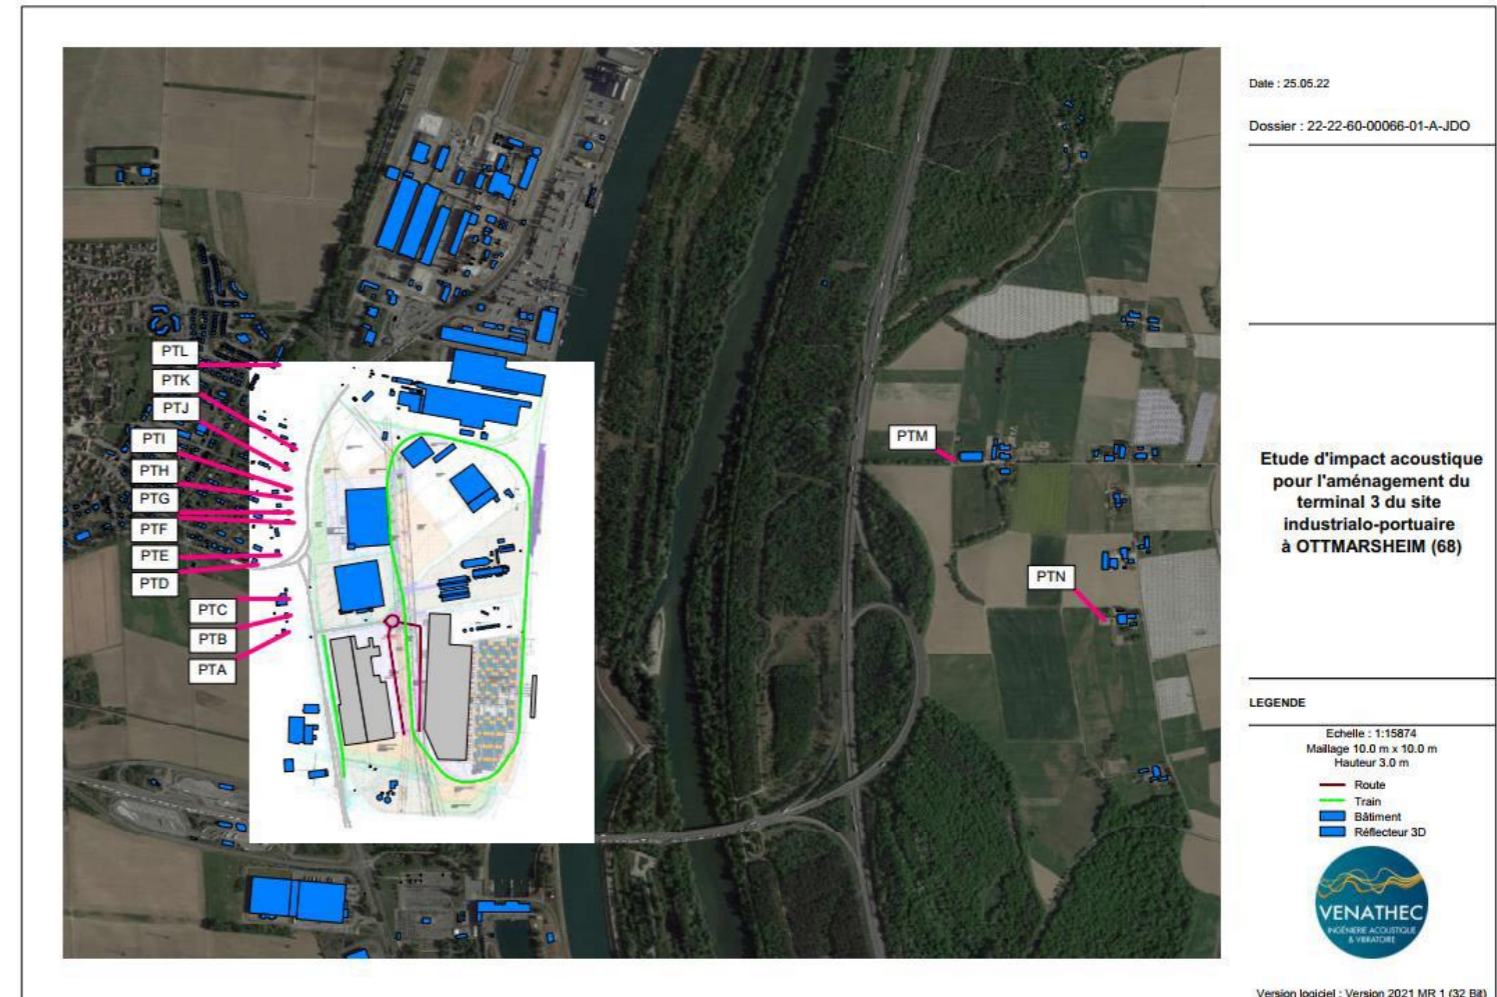 Date : 25.05.22
Dossier : 22-22-60-00066-01-A-JDO
PTL
PTK
PTJ
PTI
PTH
PTG
PTF
PTE
PTD
PTC
PTB
PTA
PTM
PTN
Etude d'impact acoustique
pour l'aménagement du
terminal 3 du site
industrialo-portuaire
à OTTMARSHEIM (68)
LEGENDE
Echelle : 1:15874
Maillage 10.0 m x 10.0 m
Hauteur 3.0 m
Route
Train
Bâtiment
Réflecteur 3D
VENATHEC
INGÉNIERIE ACOUSTIQUE
& VIBRATOIRE
Version logiciel : Version 2021 MR 1 (32 Bit)